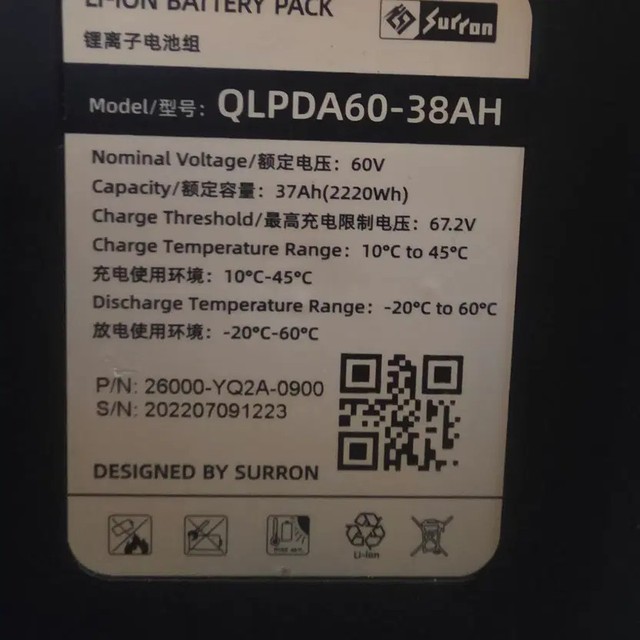 LI-ION BATTERY PACK
锂离子电池组
Surron
Model/型号: QLPDA60-38AH
Nominal Voltage/额定电压: 60V
Capacity/额定容量: 37Ah(2220Wh)
Charge Threshold/最高充电限制电压: 67.2V
Charge Temperature Range: 10°C to 45°C
充电使用环境: 10°C-45°C
Discharge Temperature Range: -20°C to 60°C
放电使用环境: -20°C-60°C
P/N: 26000-YQ2A-0900
S/N: 202207091223
DESIGNED BY SURRON
Li-ion